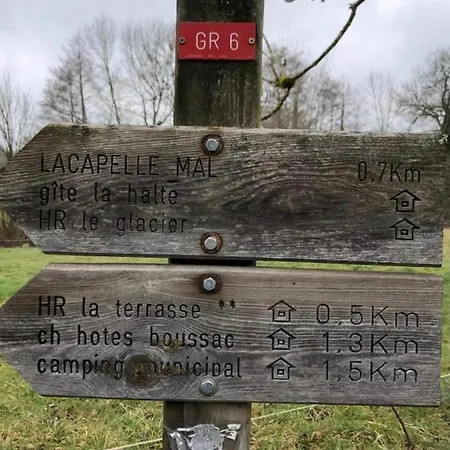 GR 6
LACAPELLE MAL 0,7Km
gîte la halte
HR le glacier
HR la terrasse ** 0,5Km
ch hotes boussac 1,3Km
camping municipal 1,5Km